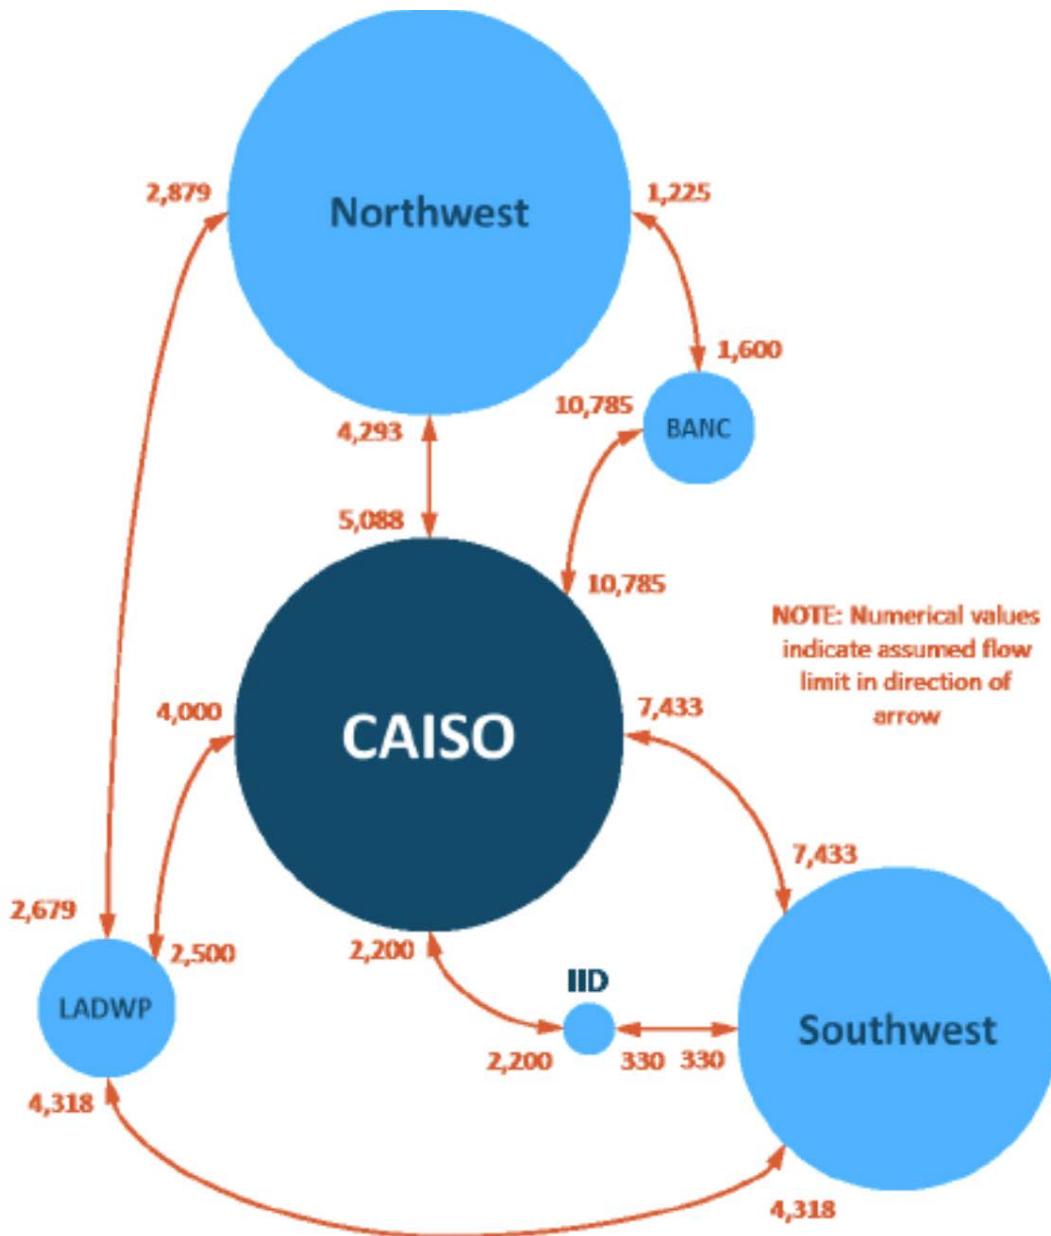 2,879
Northwest
1,225
1,600
4,293
10,785
BANC
5,088
10,785
NOTE: Numerical values
indicate assumed flow
limit in direction of
arrow
4,000
CAISO
7,433
7,433
2,679
2,500
2,200
IID
LADWP
Southwest
2,200
330
330
4,318
4,318